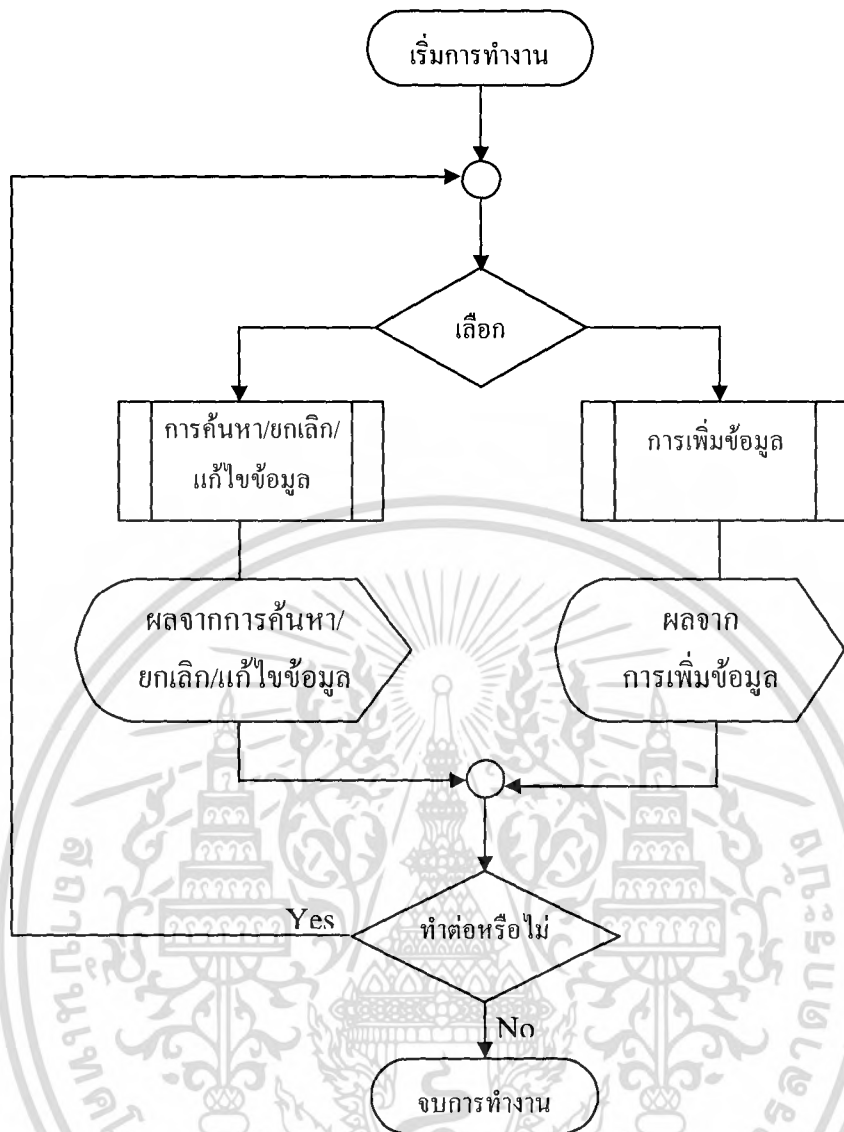 เริ่มการทำงาน
เลือก
การค้นหา/ยกเลิก/
แก้ไขข้อมูล
การเพิ่มข้อมูล
ผลจากการค้นหา/
ยกเลิก/แก้ไขข้อมูล
ผลจาก
การเพิ่มข้อมูล
Yes
ทำต่อหรือไม่
No
จบการทำงาน